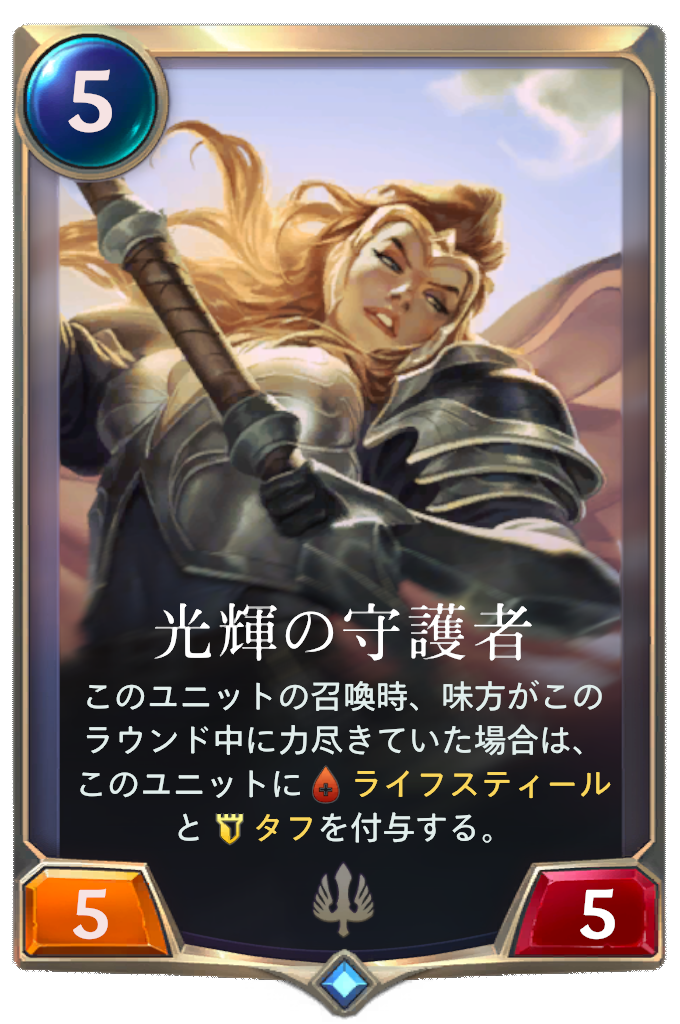 5
光輝の守護者
このユニットの召喚時、味方がこの
ラウンド中に力尽きていた場合は、
このユニットに ライフスティール
と タフを付与する。
5
5